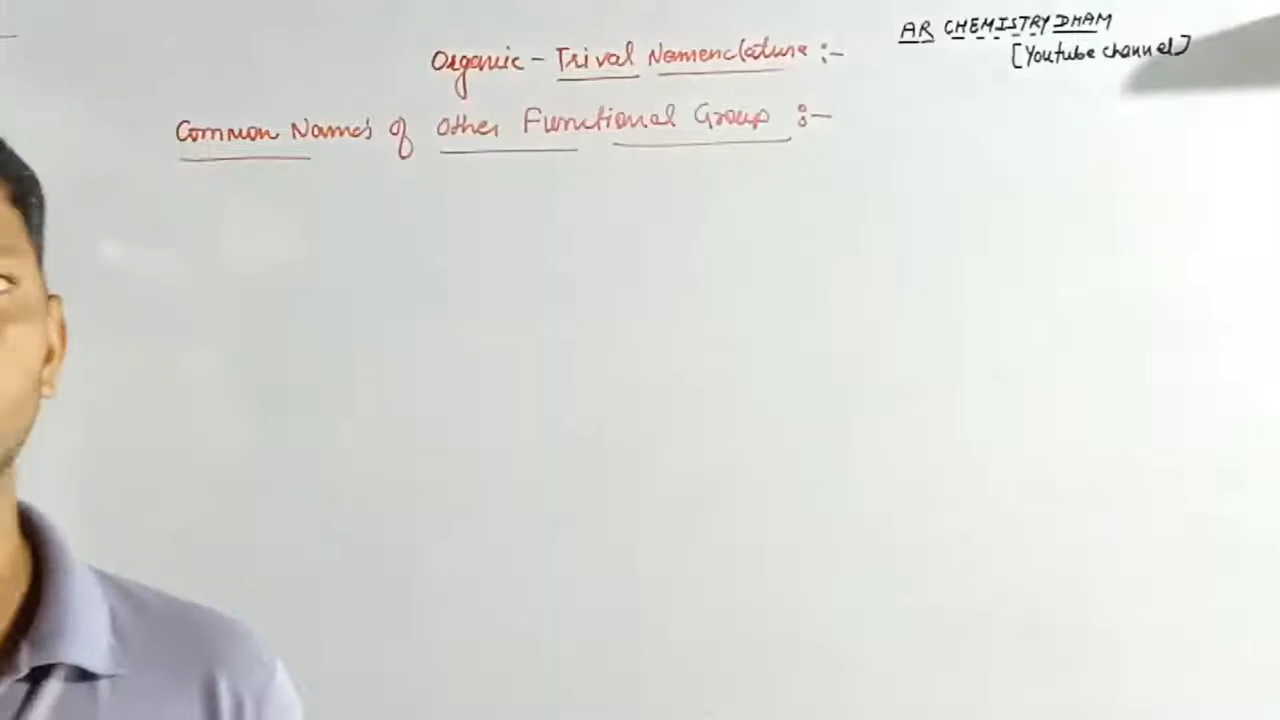 AR CHEMISTRY DHAM
[Youtube channel]
Organic - Trival Nomenclature :-
Common Names of Other Functional Group :-